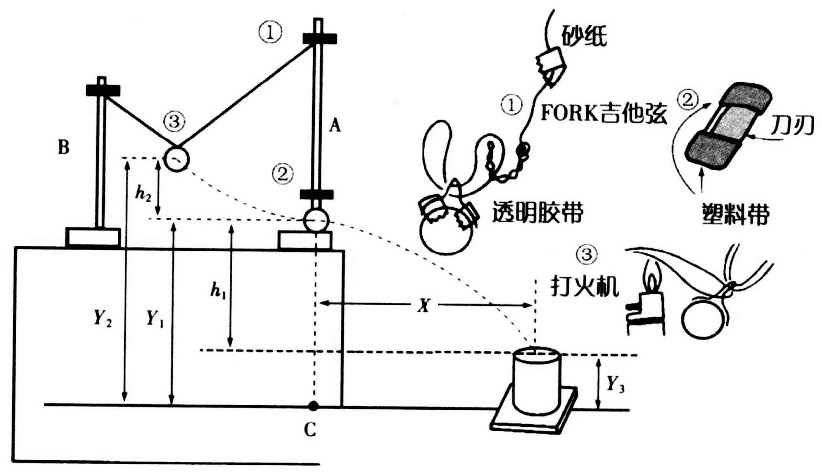 ①
A
B
③
②
h₂
h₁
Y₂
Y₁
X
Y₃
C
砂纸
①
FORK吉他弦
透明胶带
②
刀刃
塑料带
③
打火机